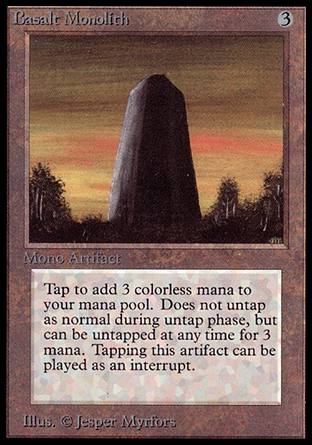 Basalt Monolith 3
Mono Artifact
Tap to add 3 colorless mana to
your mana pool. Does not untap
as normal during untap phase, but
can be untapped at any time for 3
mana. Tapping this artifact can be
played as an interrupt.
Illus. © Jesper Myrfors